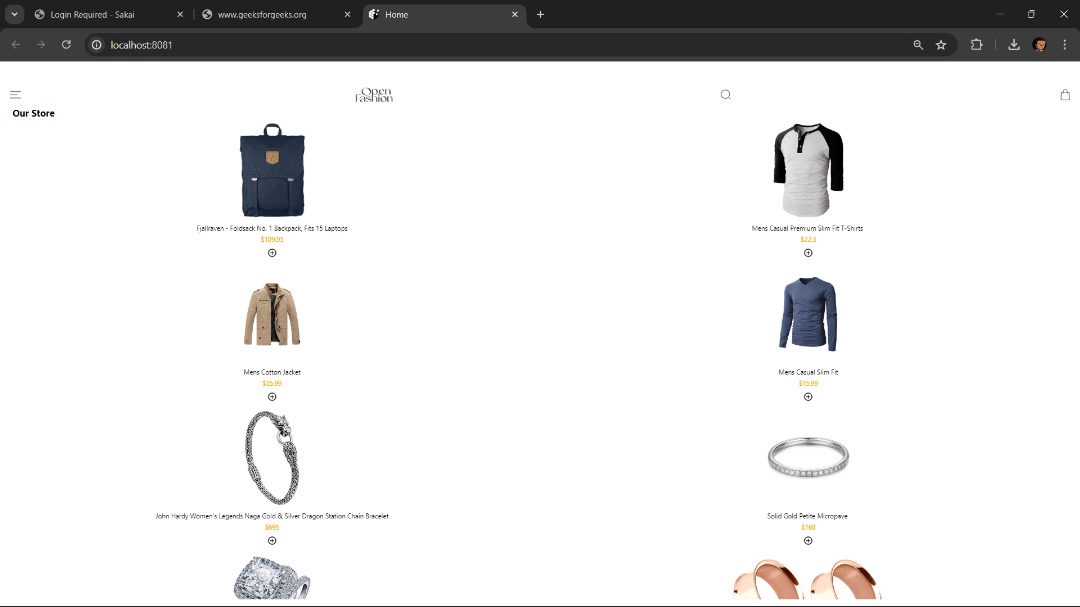 Login Required - Sakai
www.geeksforgeeks.org
Home
localhost:8081
Open
Fashion
Our Store
Fjallraven - Foldsack No. 1 Backpack, Fits 15 Laptops
$109.95
Mens Casual Premium Slim Fit T-Shirts
$22.3
Mens Cotton Jacket
$55.99
Mens Casual Slim Fit
$15.99
John Hardy Women's Legends Naga Gold & Silver Dragon Station Chain Bracelet
$695
Solid Gold Petite Micropave
$168